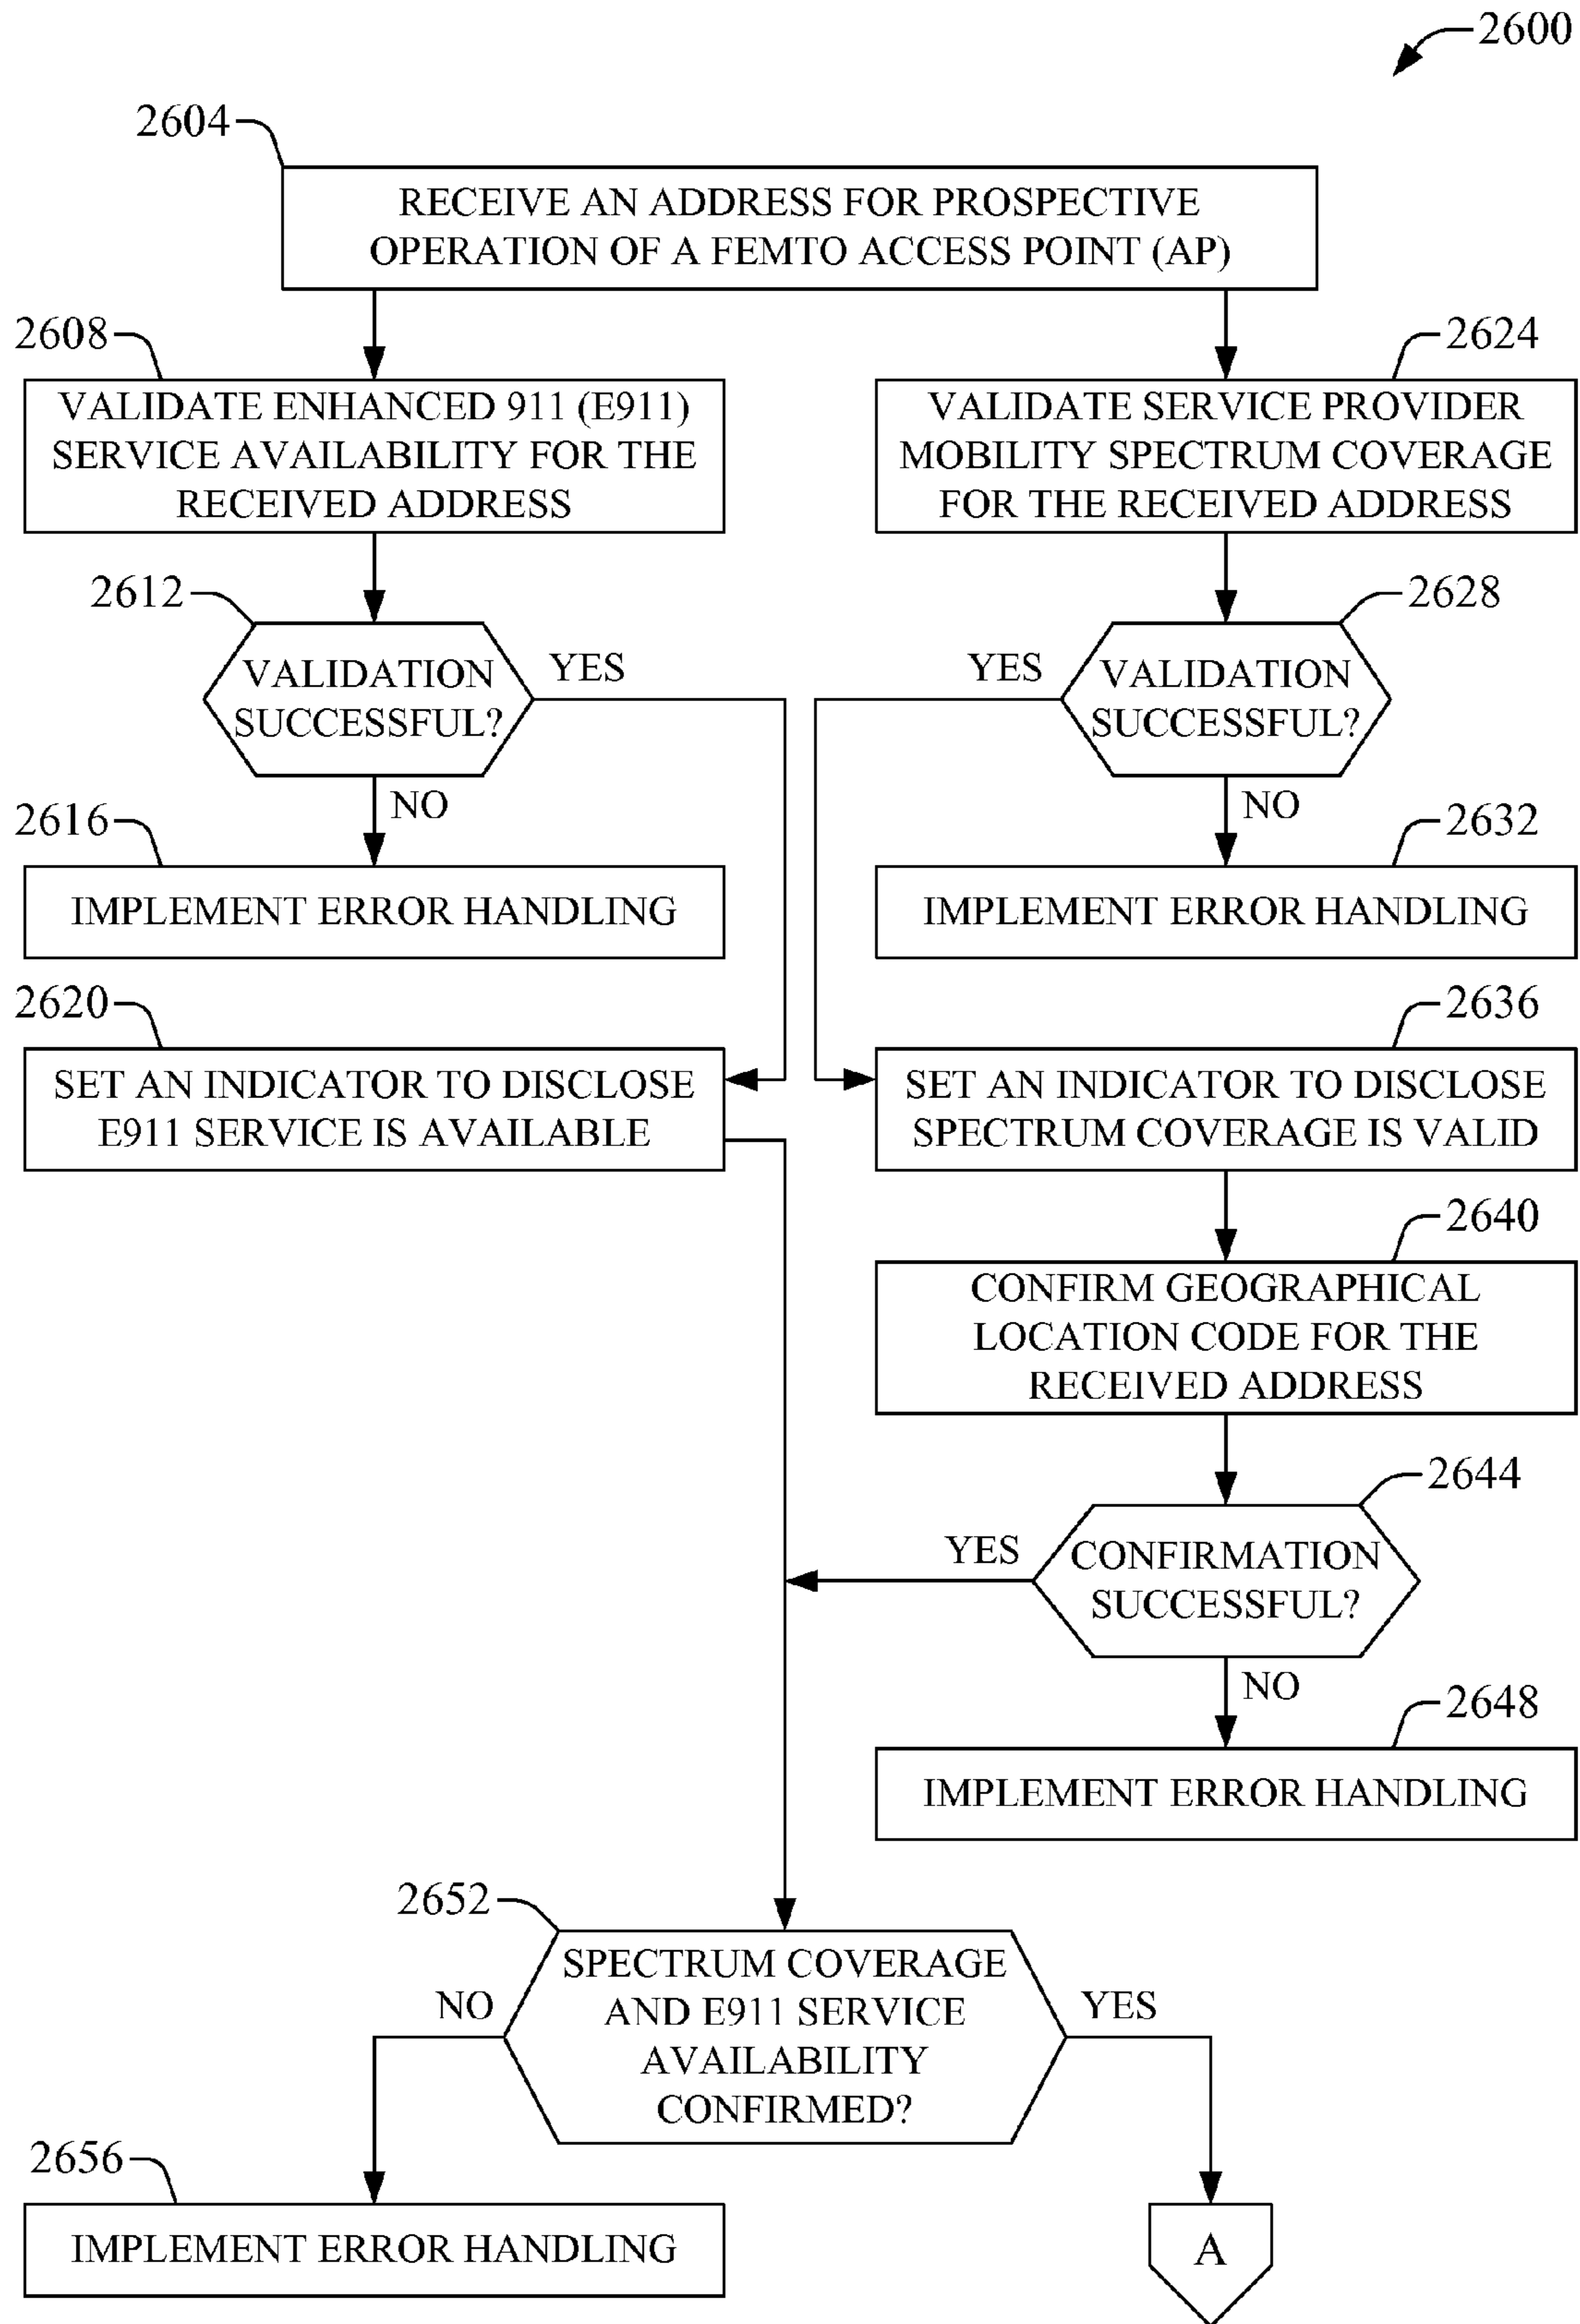 2600
2604
RECEIVE AN ADDRESS FOR PROSPECTIVE
OPERATION OF A FEMTO ACCESS POINT (AP)
2608
VALIDATE ENHANCED 911 (E911)
SERVICE AVAILABILITY FOR THE
RECEIVED ADDRESS
2624
VALIDATE SERVICE PROVIDER
MOBILITY SPECTRUM COVERAGE
FOR THE RECEIVED ADDRESS
2612
VALIDATION
SUCCESSFUL?
YES
NO
2628
VALIDATION
SUCCESSFUL?
YES
NO
2616
IMPLEMENT ERROR HANDLING
2632
IMPLEMENT ERROR HANDLING
2620
SET AN INDICATOR TO DISCLOSE
E911 SERVICE IS AVAILABLE
2636
SET AN INDICATOR TO DISCLOSE
SPECTRUM COVERAGE IS VALID
2640
CONFIRM GEOGRAPHICAL
LOCATION CODE FOR THE
RECEIVED ADDRESS
2644
CONFIRMATION
SUCCESSFUL?
YES
NO
2648
IMPLEMENT ERROR HANDLING
2652
SPECTRUM COVERAGE
AND E911 SERVICE
AVAILABILITY
CONFIRMED?
NO
YES
2656
IMPLEMENT ERROR HANDLING
A